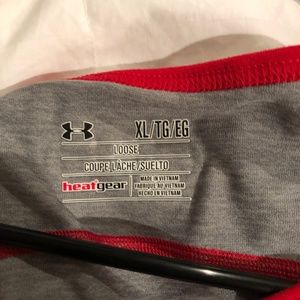 XL/TG/EG
LOOSE
COUPE LÂCHE/SUELTO
heatgear
MADE IN VIETNAM
FABRIQUÉ AU VIETNAM
HECHO EN VIETNAM